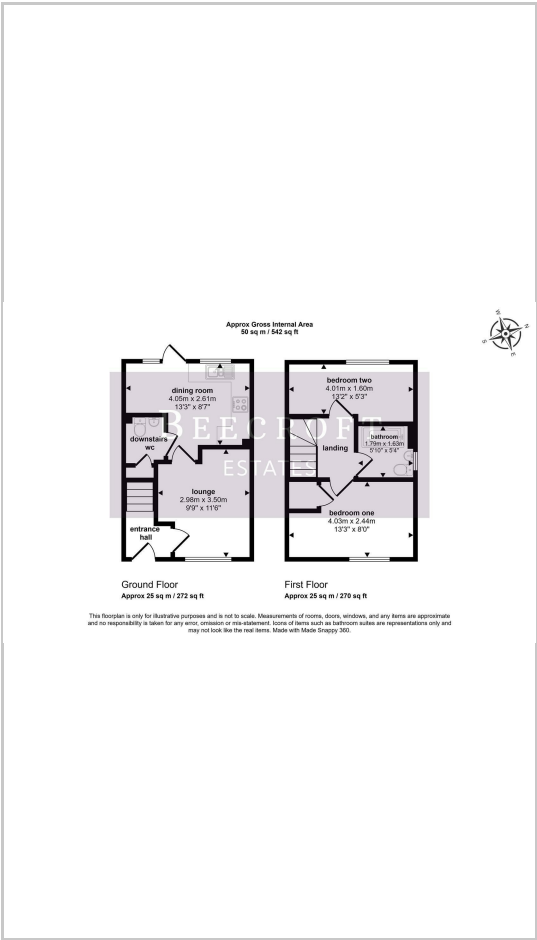 Approx Gross Internal Area
50 sq m / 542 sq ft
W
N
S
E
dining room
4.05m x 2.61m
13'3" x 8'7"
bedroom two
4.01m x 1.60m
13'2" x 5'3"
BEECROFT
ESTATES
downstairs
wc
landing
bathroom
1.79m x 1.63m
5'10" x 5'4"
lounge
2.98m x 3.50m
9'9" x 11'6"
entrance
hall
bedroom one
4.03m x 2.44m
13'3" x 8'0"
Ground Floor
Approx 25 sq m / 272 sq ft
First Floor
Approx 25 sq m / 270 sq ft
This floorplan is only for illustrative purposes and is not to scale. Measurements of rooms, doors, windows, and any items are approximate
and no responsibility is taken for any error, omission or mis-statement. Icons of items such as bathroom suites are representations only and
may not look like the real items. Made with Made Snappy 360.